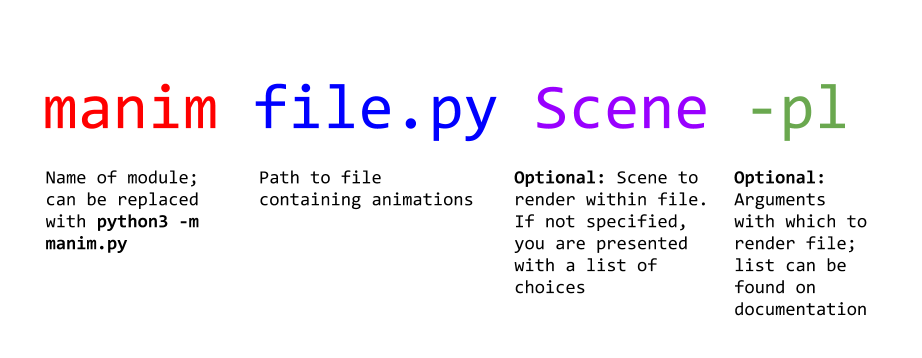 manim file.py Scene -pl
Name of module;
can be replaced
with python3 -m
manim.py
Path to file
containing animations
Optional: Scene to
render within file.
If not specified,
you are presented
with a list of
choices
Optional:
Arguments
with which to
render file;
list can be
found on
documentation